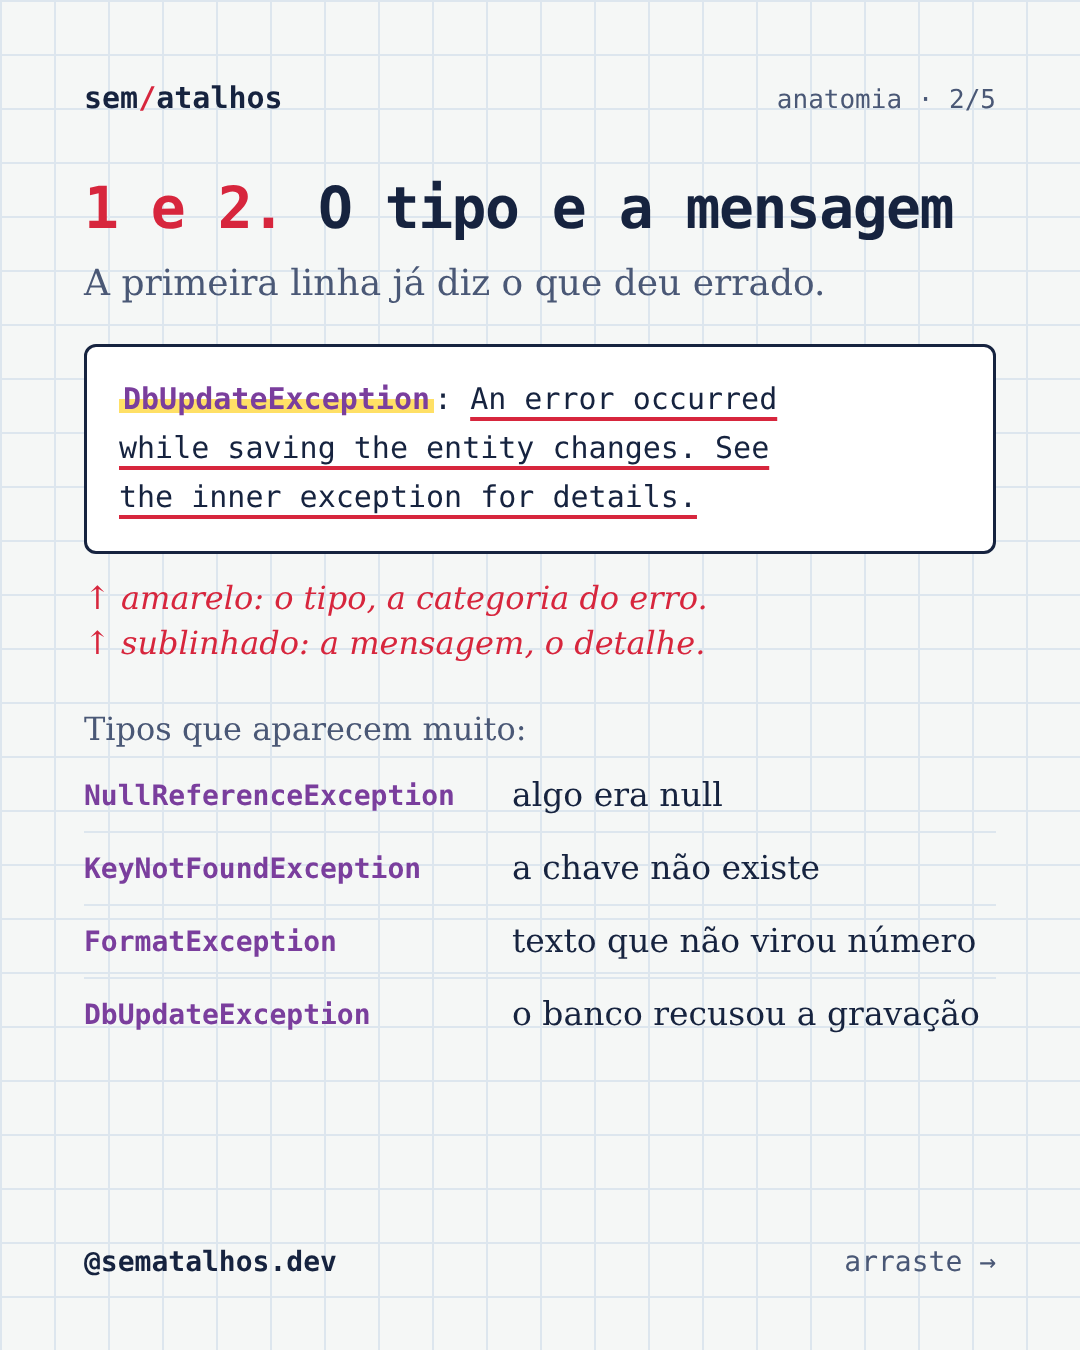 sem/atalhos
anatomia · 2/5
1 e 2. O tipo e a mensagem
A primeira linha já diz o que deu errado.
DbUpdateException: An error occurred
while saving the entity changes. See
the inner exception for details.
↑ amarelo: o tipo, a categoria do erro.
↑ sublinhado: a mensagem, o detalhe.
Tipos que aparecem muito:
NullReferenceException algo era null
KeyNotFoundException a chave não existe
FormatException texto que não virou número
DbUpdateException o banco recusou a gravação
@sematalhos.dev
arraste →